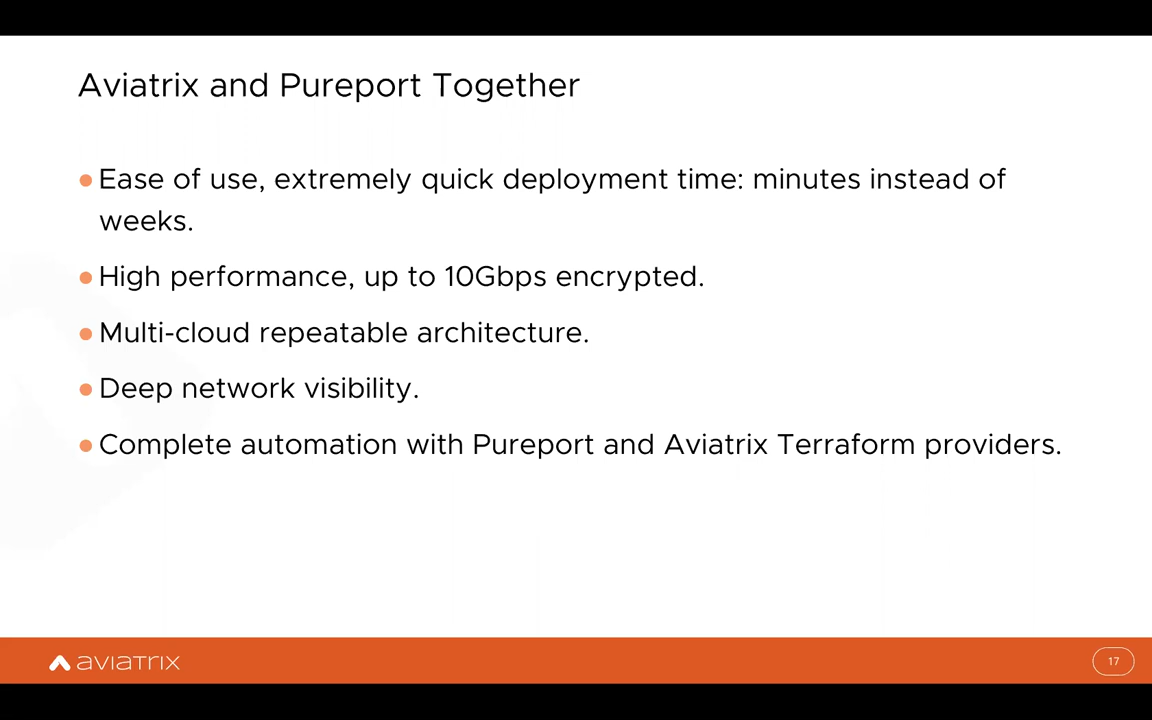 Aviatrix and Pureport Together
●Ease of use, extremely quick deployment time: minutes instead of
weeks.
●High performance, up to 10Gbps encrypted.
●Multi-cloud repeatable architecture.
●Deep network visibility.
●Complete automation with Pureport and Aviatrix Terraform providers.
aviatrix
17